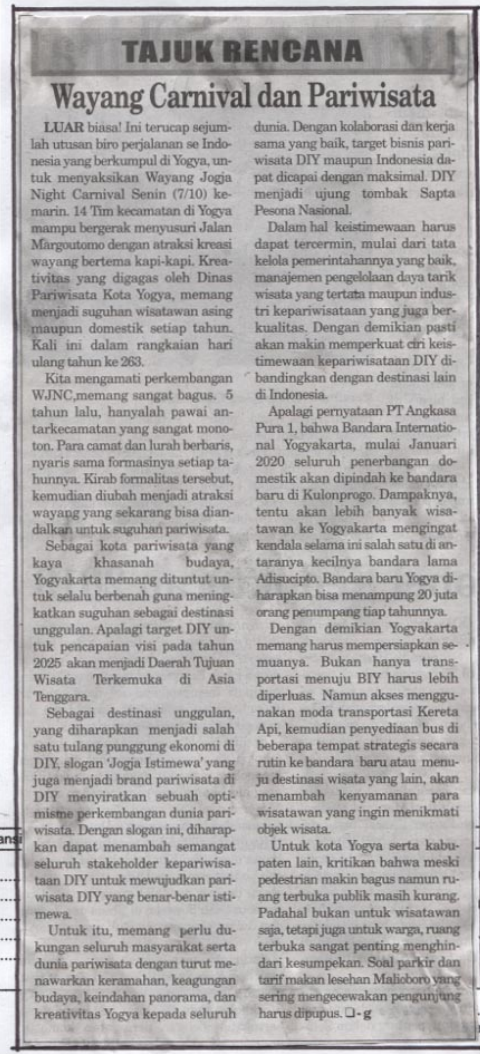 TAJUK RENCANA
Wayang Carnival dan Pariwisata
LUAR biasa! Ini terucap sejum-
lah utusan biro perjalanan se Indo-
nesia yang berkumpul di Yogya, un-
tuk menyaksikan Wayang Jogja
Night Carnival Senin (7/10) ke-
marin. 14 Tim kecamatan di Yogya
mampu bergerak menyusuri Jalan
Margoutomo dengan atraksi kreasi
wayang bertema kapi-kapi. Krea-
tivitas yang digagas oleh Dinas
Pariwisata Kota Yogya, memang
menjadi suguhan wisatawan asing
maupun domestik setiap tahun.
Kali ini dalam rangkaian hari
ulang tahun ke 263.
Kita mengamati perkembangan
WJNC,memang sangat bagus. 5
tahun lalu, hanyalah pawai an-
tarkecamatan yang sangat mono-
ton. Para camat dan lurah berbaris,
nyaris sama formasinya setiap ta-
hunnya. Kirab formalitas tersebut,
kemudian diubah menjadi atraksi
wayang yang sekarang bisa dian-
dalkan untuk suguhan pariwisata.
Sebagai kota pariwisata yang
kaya khasanah budaya,
Yogyakarta memang dituntut un-
tuk selalu berbenah guna mening-
katkan suguhan sebagai destinasi
unggulan. Apalagi target DIY un-
tuk pencapaian visi pada tahun
2025 akan menjadi Daerah Tujuan
Wisata Terkemuka di Asia
Tenggara.
Sebagai destinasi unggulan,
yang diharapkan menjadi salah
satu tulang punggung ekonomi di
DIY, slogan 'Jogja Istimewa' yang
juga menjadi brand pariwisata di
DIY menyiratkan sebuah opti-
misme perkembangan dunia pari-
wisata. Dengan slogan ini, diharap-
kan dapat menambah semangat
seluruh stakeholder kepariwisa-
taan DIY untuk mewujudkan pari-
wisata DIY yang benar-benar isti-
mewa.
Untuk itu, memang perlu du-
kungan seluruh masyarakat serta
dunia pariwisata dengan turut me-
nawarkan keramahan, keagungan
budaya, keindahan panorama, dan
kreativitas Yogya kepada seluruh
dunia. Dengan kolaborasi dan kerja
sama yang baik, target bisnis pari-
wisata DIY maupun Indonesia da-
pat dicapai dengan maksimal. DIY
menjadi ujung tombak Sapta
Pesona Nasional.
Dalam hal keistimewaan harus
dapat tercermin, mulai dari tata
kelola pemerintahannya yang baik,
manajemen pengelolaan daya tarik
wisata yang tertata maupun indus-
tri kepariwisataan yang juga ber-
kualitas. Dengan demikian pasti
akan makin memperkuat ciri keis-
timewaan kepariwisataan DIY di-
bandingkan dengan destinasi lain
di Indonesia.
Apalagi pernyataan PT Angkasa
Pura 1, bahwa Bandara Internatio-
nal Yogyakarta, mulai Januari
2020 seluruh penerbangan do-
mestik akan dipindah ke bandara
baru di Kulonprogo. Dampaknya,
tentu akan lebih banyak wisa-
tawan ke Yogyakarta mengingat
kendala selama ini salah satu di an-
taranya kecilnya bandara lama
Adisucipto. Bandara baru Yogya di-
harapkan bisa menampung 20 juta
orang penumpang tiap tahunnya.
Dengan demikian Yogyakarta
memang harus mempersiapkan se-
muanya. Bukan hanya trans-
portasi menuju BIY harus lebih
diperluas. Namun akses menggu-
nakan moda transportasi Kereta
Api, kemudian penyediaan bus di
beberapa tempat strategis secara
rutin ke bandara baru atau menu-
ju destinasi wisata yang lain, akan
menambah kenyamanan para
wisatawan yang ingin menikmati
objek wisata.
Untuk kota Yogya serta kabu-
paten lain, kritikan bahwa meski
pedestrian makin bagus namun ru-
ang terbuka publik masih kurang.
Padahal bukan untuk wisatawan
saja, tetapi juga untuk warga, ruang
terbuka sangat penting menghin-
dari kesumpekan. Soal parkir dan
tarif makan lesehan Malioboro yang
sering mengecewakan pengunjung
harus dipupus. ❏ - g